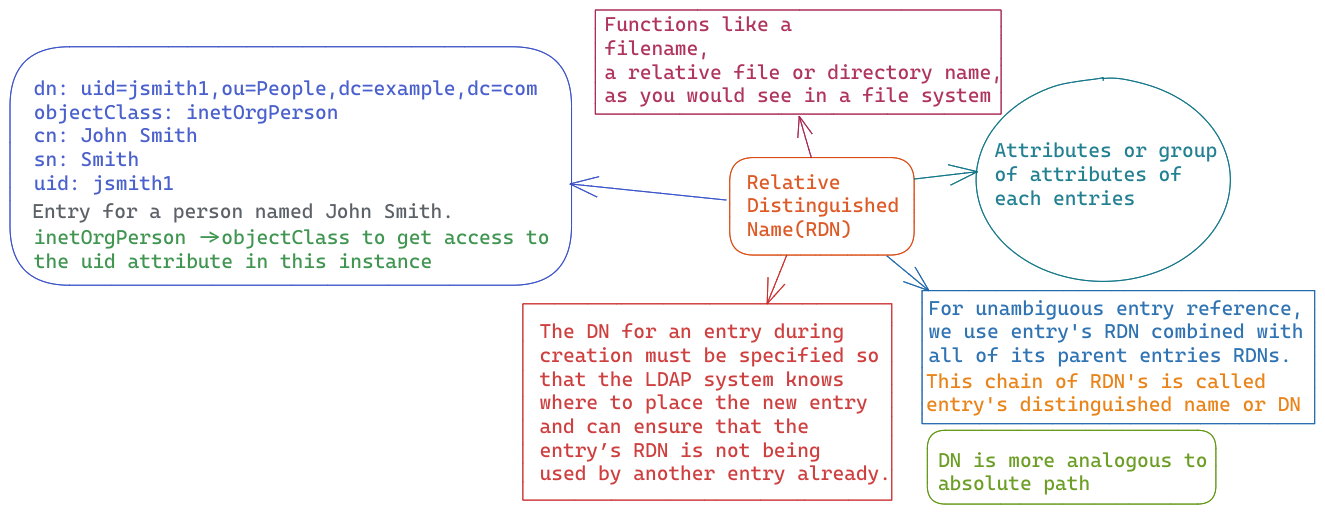 Functions like a
filename,
a relative file or directory name,
as you would see in a file system
dn: uid=jsmith1,ou=People,dc=example,dc=com
objectClass: inetOrgPerson
cn: John Smith
sn: Smith
uid: jsmith1
Entry for a person named John Smith.
inetOrgPerson →objectClass to get access to
the uid attribute in this instance
Relative
Distinguished
Name(RDN)
Attributes or group
of attributes of
each entries
The DN for an entry during
creation must be specified so
that the LDAP system knows
where to place the new entry
and can ensure that the
entry’s RDN is not being
used by another entry already.
For unambiguous entry reference,
we use entry's RDN combined with
all of its parent entries RDNs.
This chain of RDN's is called
entry's distinguished name or DN
DN is more analogous to
absolute path